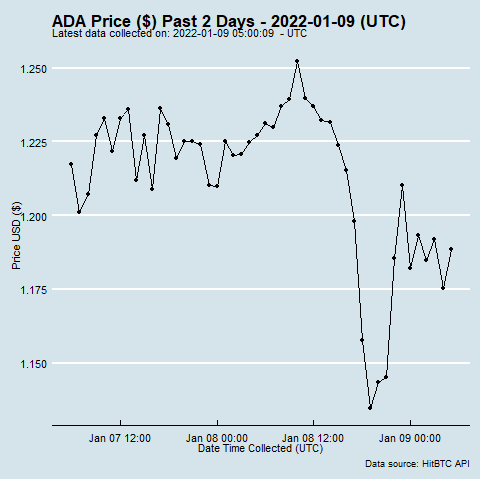 ADA Price ($) Past 2 Days - 2022-01-09 (UTC)
Latest data collected on: 2022-01-09 05:00:09 - UTC
1.250
1.225
1.200
1.175
1.150
Price USD ($)
Jan 07 12:00
Jan 08 00:00
Jan 08 12:00
Jan 09 00:00
Date Time Collected (UTC)
Data source: HitBTC API